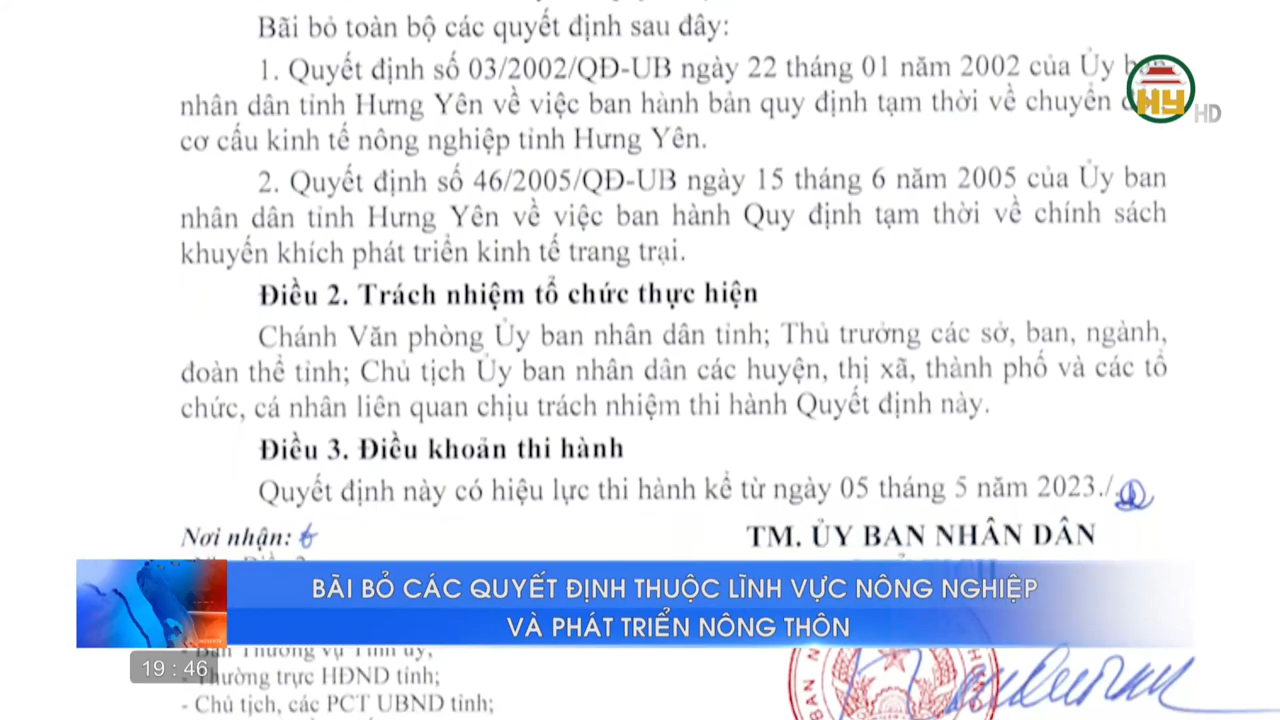 Bãi bỏ toàn bộ các quyết định sau đây:
1. Quyết định số 03/2002/QĐ-UB ngày 22 tháng 01 năm 2002 của Ủy
nhân dân tỉnh Hưng Yên về việc ban hành bản quy định tạm thời về chuyển
cơ cấu kinh tế nông nghiệp tỉnh Hưng Yên.
HY HD
2. Quyết định số 46/2005/QĐ-UB ngày 15 tháng 6 năm 2005 của Ủy ban
nhân dân tỉnh Hưng Yên về việc ban hành Quy định tạm thời về chính sách
khuyến khích phát triển kinh tế trang trại.
Điều 2. Trách nhiệm tổ chức thực hiện
Chánh Văn phòng Ủy ban nhân dân tỉnh; Thủ trưởng các sở, ban, ngành,
đoàn thể tỉnh; Chủ tịch Ủy ban nhân dân các huyện, thị xã, thành phố và các tổ
chức, cá nhân liên quan chịu trách nhiệm thi hành Quyết định này.
Điều 3. Điều khoản thi hành
Quyết định này có hiệu lực thi hành kể từ ngày 05 tháng 5 năm 2023./.
Nơi nhận:
TM. ỦY BAN NHÂN DÂN
BÃI BỎ CÁC QUYẾT ĐỊNH THUỘC LĨNH VỰC NÔNG NGHIỆP
VÀ PHÁT TRIỂN NÔNG THÔN
- Ban Thường vụ Tỉnh ủy;
19 : 46
- Thường trực HĐND tỉnh;
- Chủ tịch, các PCT UBND tỉnh;
BAN